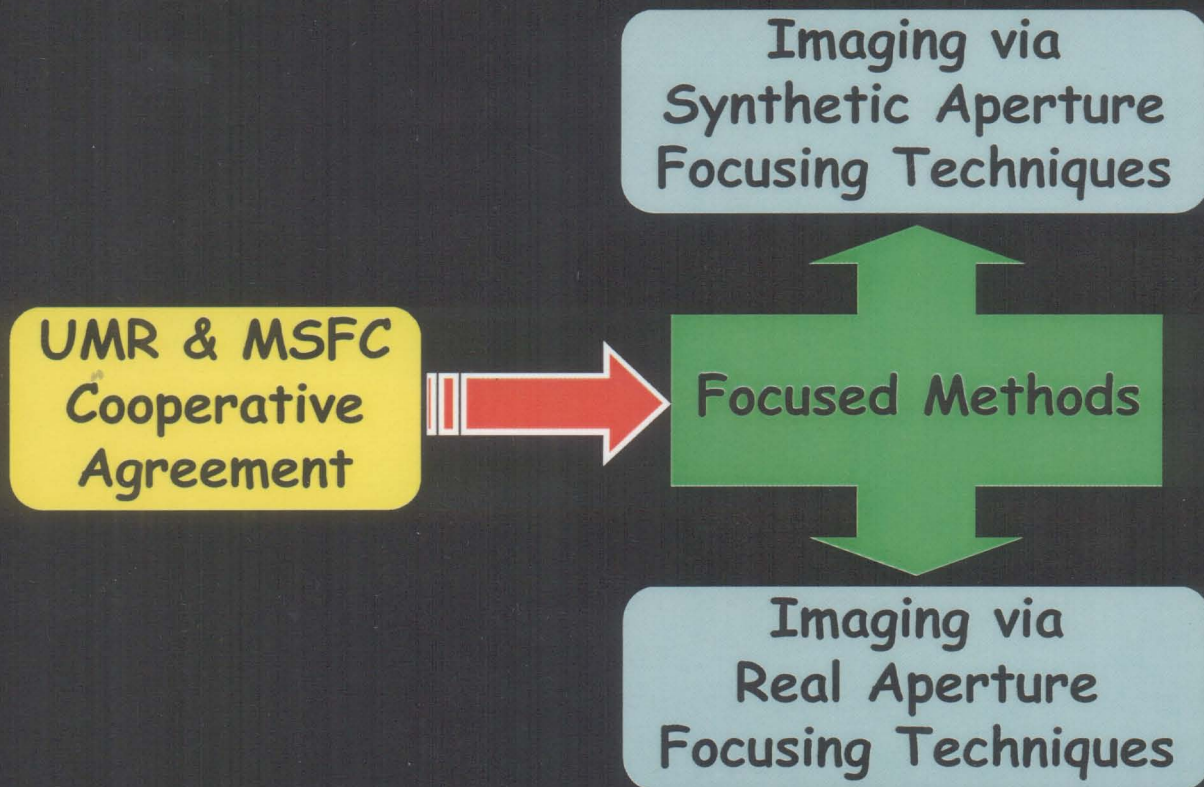 Imaging via
Synthetic Aperture
Focusing Techniques
UMR & MSFC
Cooperative
Agreement
Focused Methods
Imaging via
Real Aperture
Focusing Techniques